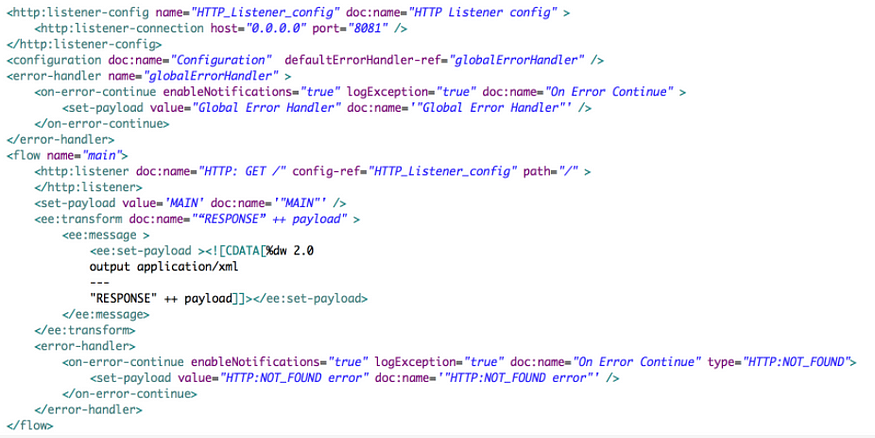 <http:listener-config name="HTTP_Listener_config" doc:name="HTTP Listener config" >
<http:listener-connection host="0.0.0.0" port="8081" />
</http:listener-config>
<configuration doc:name="Configuration"  defaultErrorHandler-ref="globalErrorHandler" />
<error-handler name="globalErrorHandler" >
<on-error-continue enableNotifications="true" logException="true" doc:name="On Error Continue" >
<set-payload value="Global Error Handler" doc:name='"Global Error Handler"' />
</on-error-continue>
</error-handler>
<flow name="main">
<http:listener doc:name="HTTP: GET /" config-ref="HTTP_Listener_config" path="/" >
</http:listener>
<set-payload value='MAIN' doc:name='"MAIN"' />
<ee:transform doc:name="“RESPONSE” ++ payload" >
<ee:message >
<ee:set-payload ><![CDATA[%dw 2.0
output application/xml
---
"RESPONSE" ++ payload]]></ee:set-payload>
</ee:message>
</ee:transform>
<error-handler>
<on-error-continue enableNotifications="true" logException="true" doc:name="On Error Continue" type="HTTP:NOT_FOUND">
<set-payload value="HTTP:NOT_FOUND error" doc:name='"HTTP:NOT_FOUND error"' />
</on-error-continue>
</error-handler>
</flow>